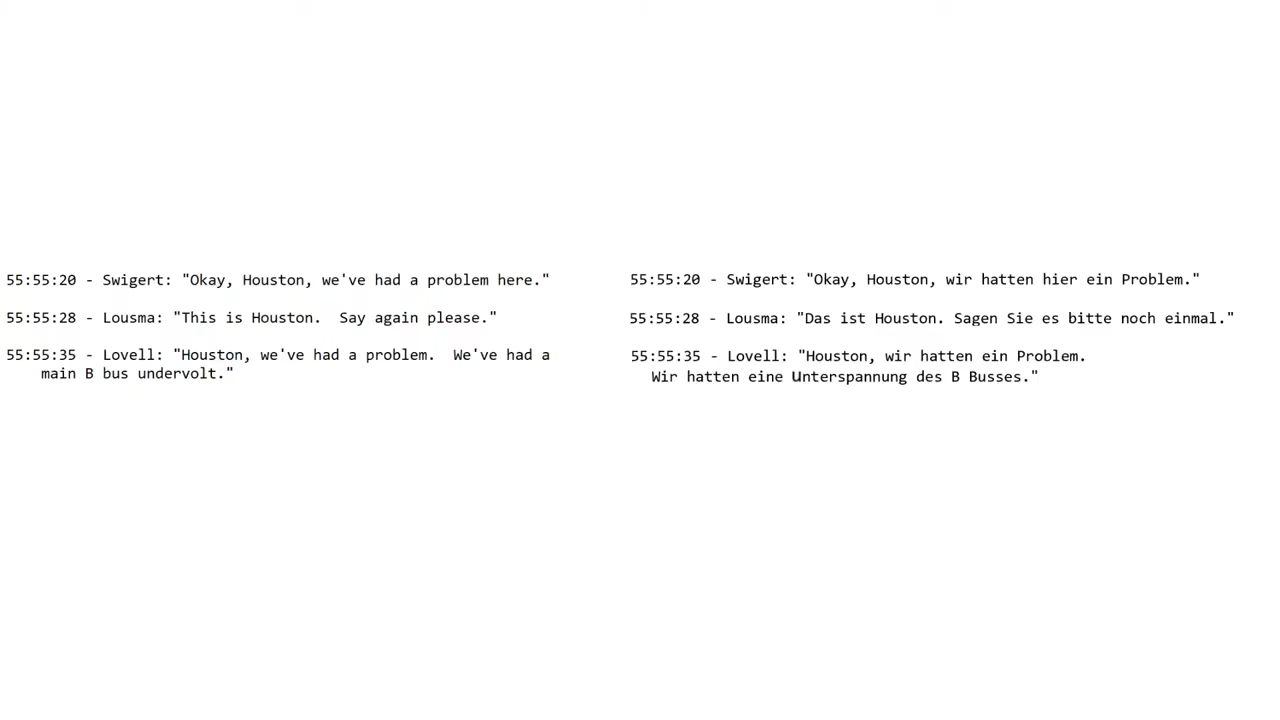 55:55:20 - Swigert: "Okay, Houston, we've had a problem here."
55:55:28 - Lousma: "This is Houston.  Say again please."
55:55:35 - Lovell: "Houston, we've had a problem.  We've had a
main B bus undervolt."
55:55:20 - Swigert: "Okay, Houston, wir hatten hier ein Problem."
55:55:28 - Lousma: "Das ist Houston. Sagen Sie es bitte noch einmal."
55:55:35 - Lovell: "Houston, wir hatten ein Problem.
Wir hatten eine Unterspannung des B Busses."